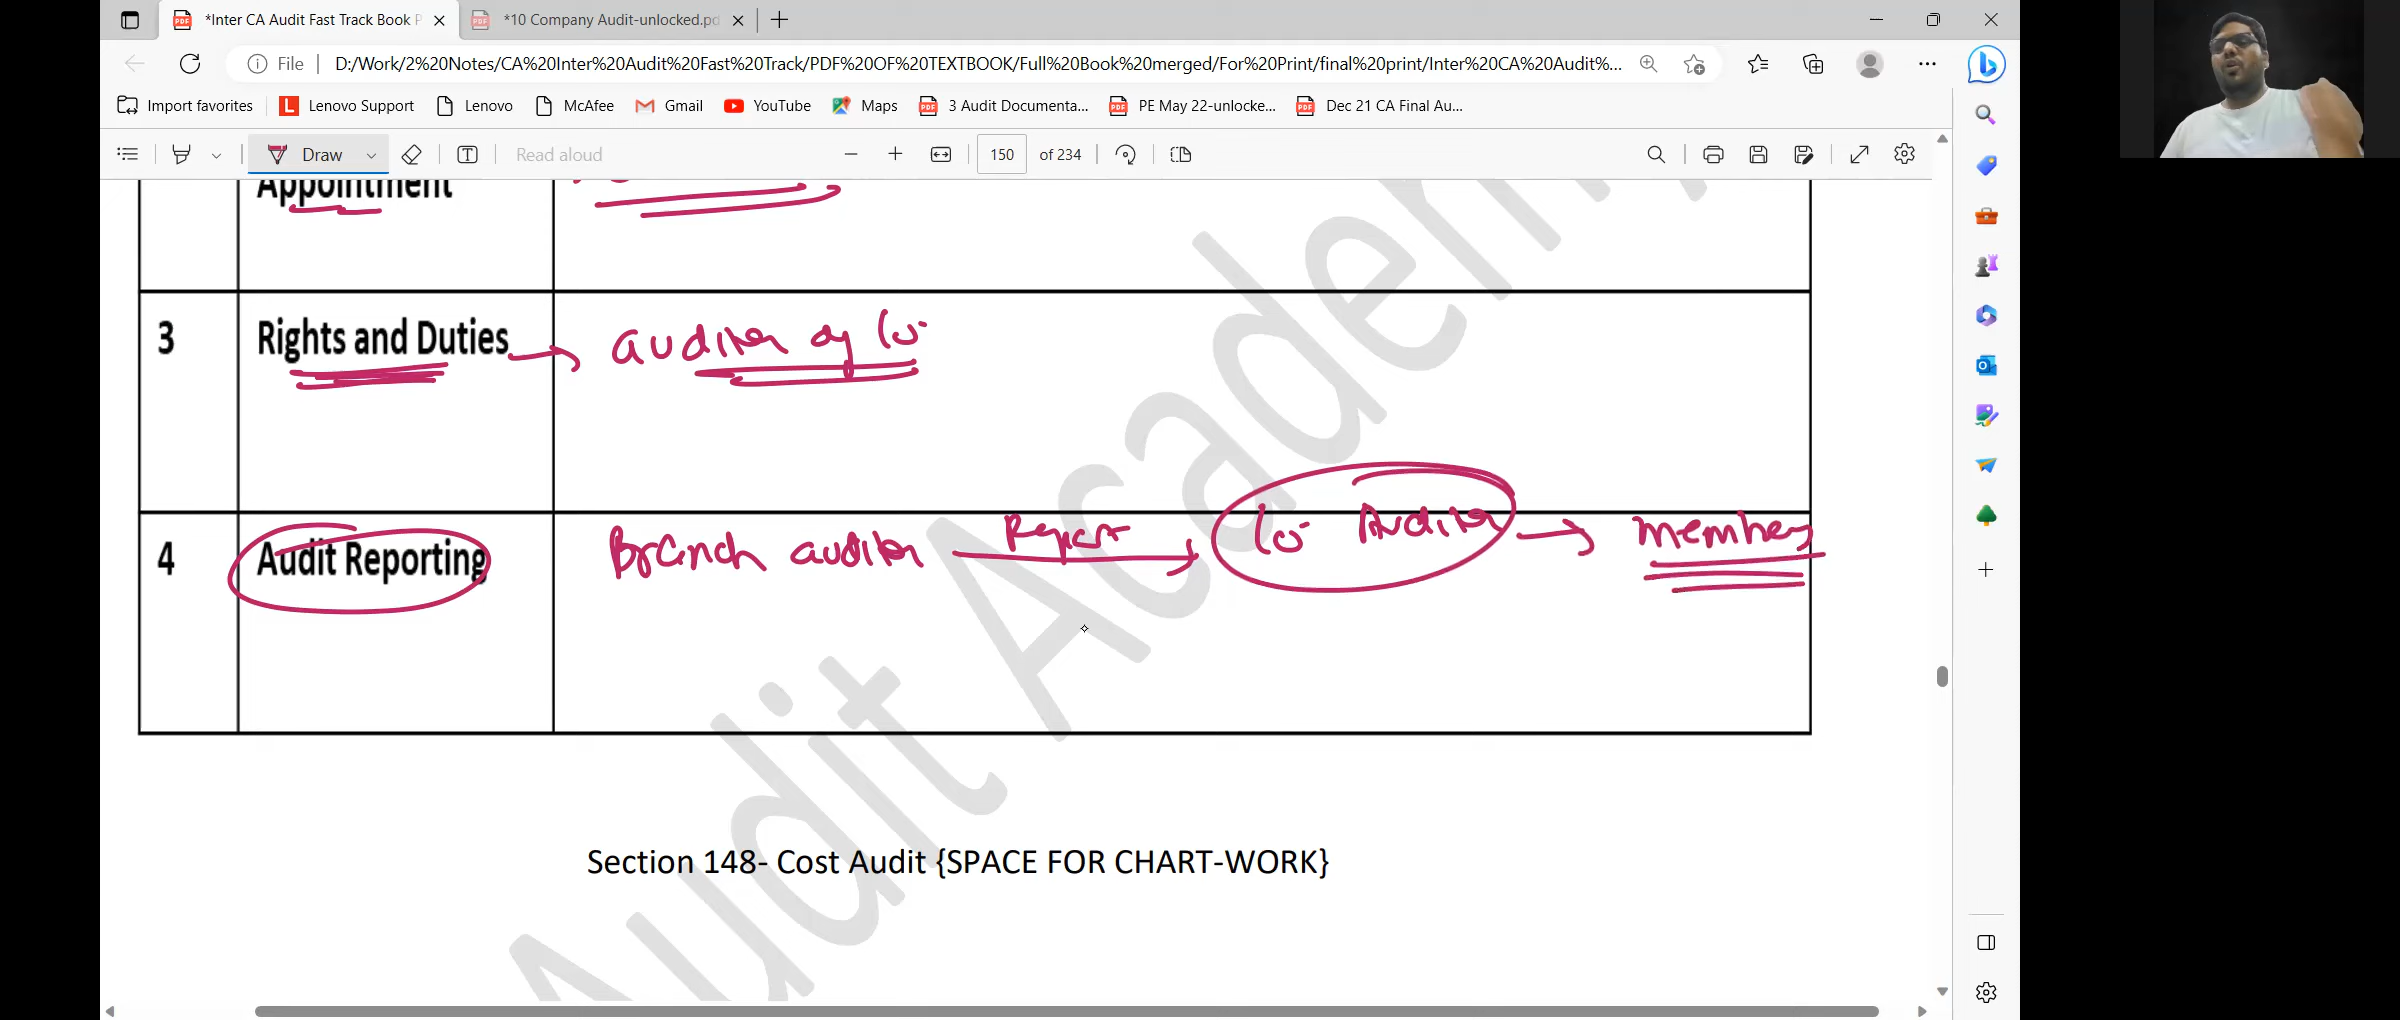 *Inter CA Audit Fast Track Book P
*10 Company Audit-unlocked.pd
File
D:/Work/2%20Notes/CA%20Inter%20Audit%20Fast%20Track/PDF%20OF%20TEXTBOOK/Full%20Book%20merged/For%20Print/final%20print/Inter%20CA%20Audit%...
Import favorites
Lenovo Support
Lenovo
McAfee
Gmail
YouTube
Maps
3 Audit Documenta...
PE May 22-unlocke...
Dec 21 CA Final Au...
Draw
Read aloud
150
of 234
Appointment
3
Rights and Duties
auditor of Co
4
Audit Reporting
Branch auditor
Report
Co Auditor
members
Section 148- Cost Audit {SPACE FOR CHART-WORK}
Audit Academy